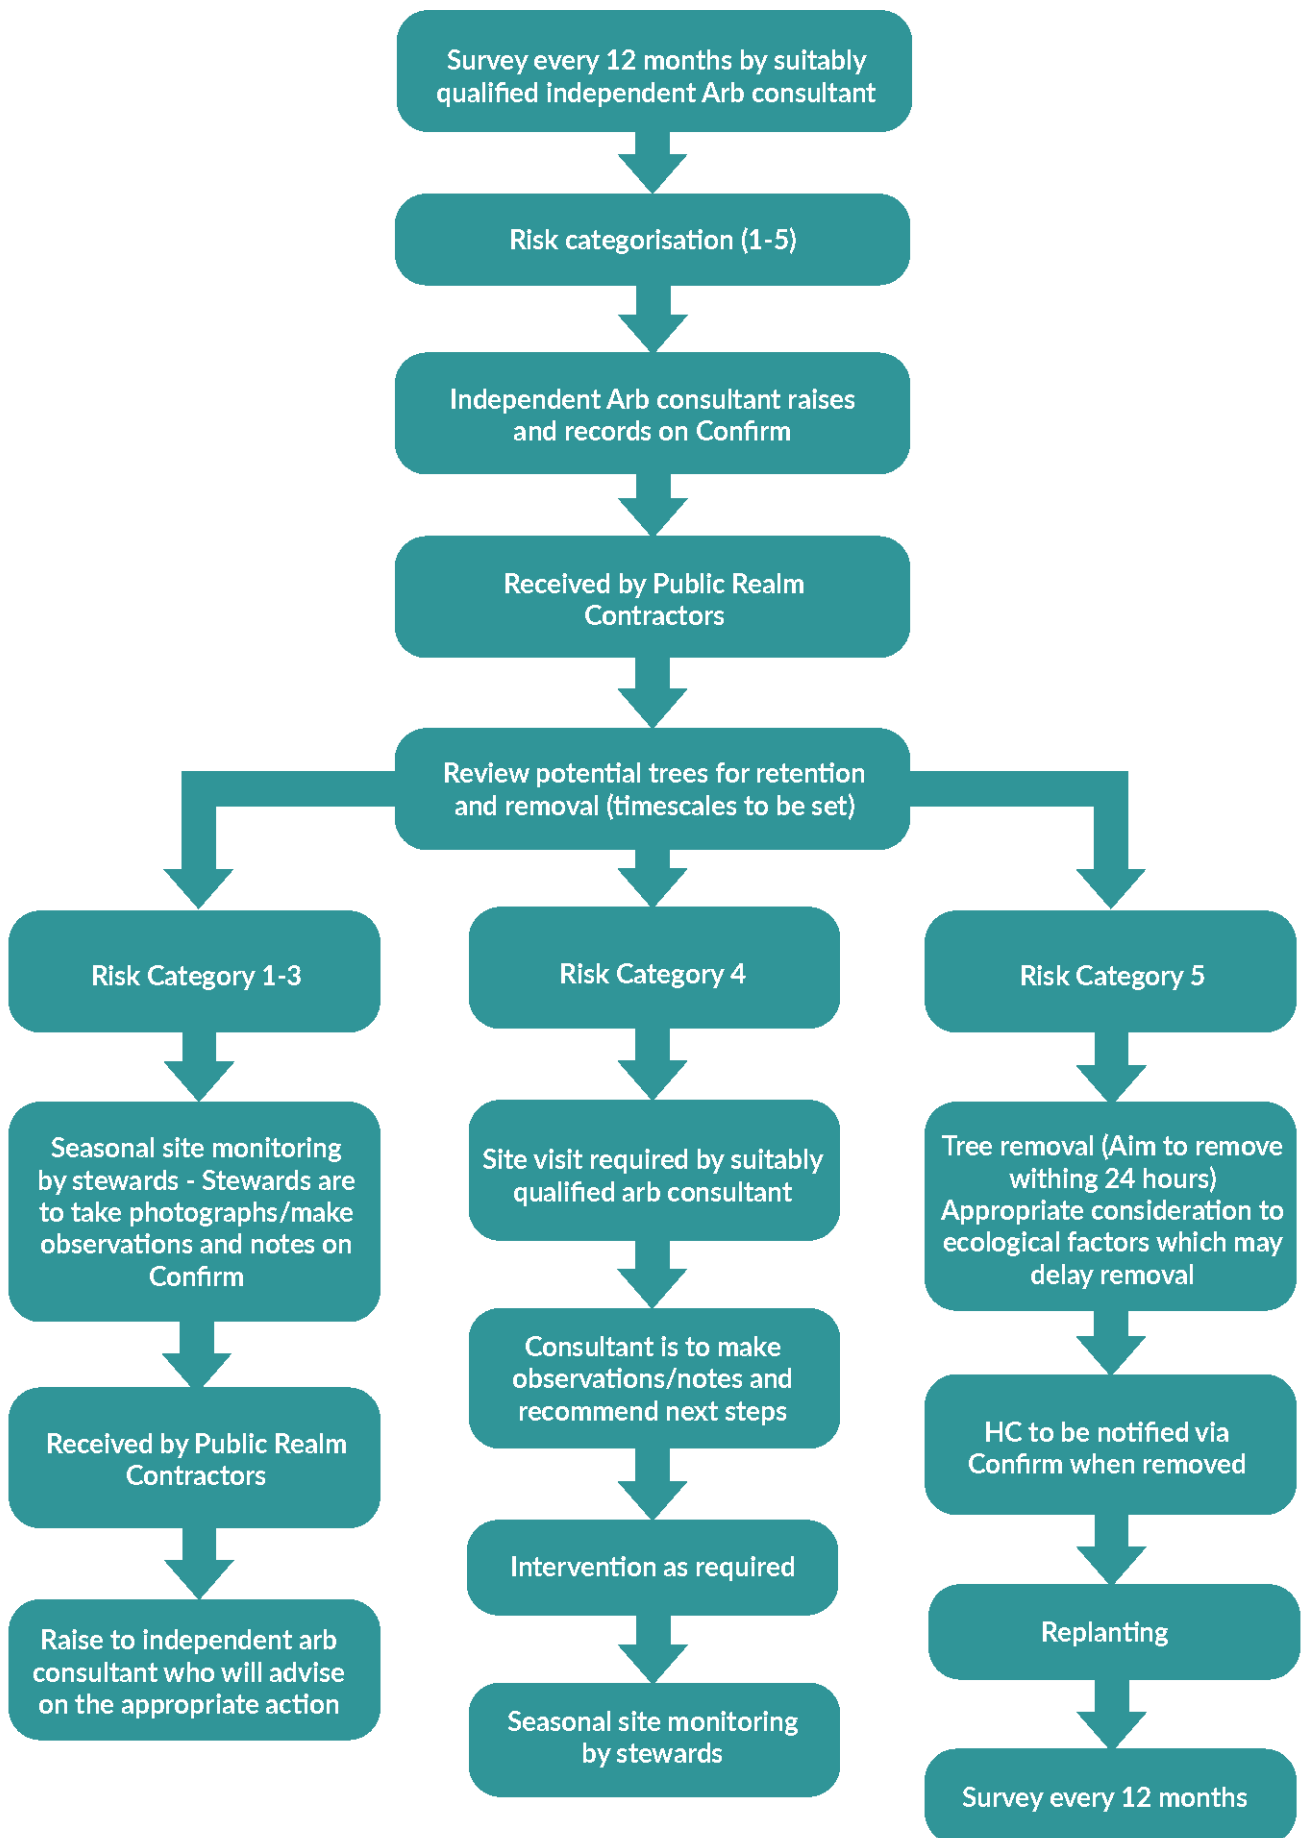 Survey every 12 months by suitably
qualified independent Arb consultant
Risk categorisation (1-5)
Independent Arb consultant raises
and records on Confirm
Received by Public Realm
Contractors
Review potential trees for retention
and removal (timescales to be set)
Risk Category 1-3
Seasonal site monitoring
by stewards - Stewards are
to take photographs/make
observations and notes on
Confirm
Received by Public Realm
Contractors
Raise to independent arb
consultant who will advise
on the appropriate action
Risk Category 4
Site visit required by suitably
qualified arb consultant
Consultant is to make
observations/notes and
recommend next steps
Intervention as required
Seasonal site monitoring
by stewards
Risk Category 5
Tree removal (Aim to remove
withing 24 hours)
Appropriate consideration to
ecological factors which may
delay removal
HC to be notified via
Confirm when removed
Replanting
Survey every 12 months